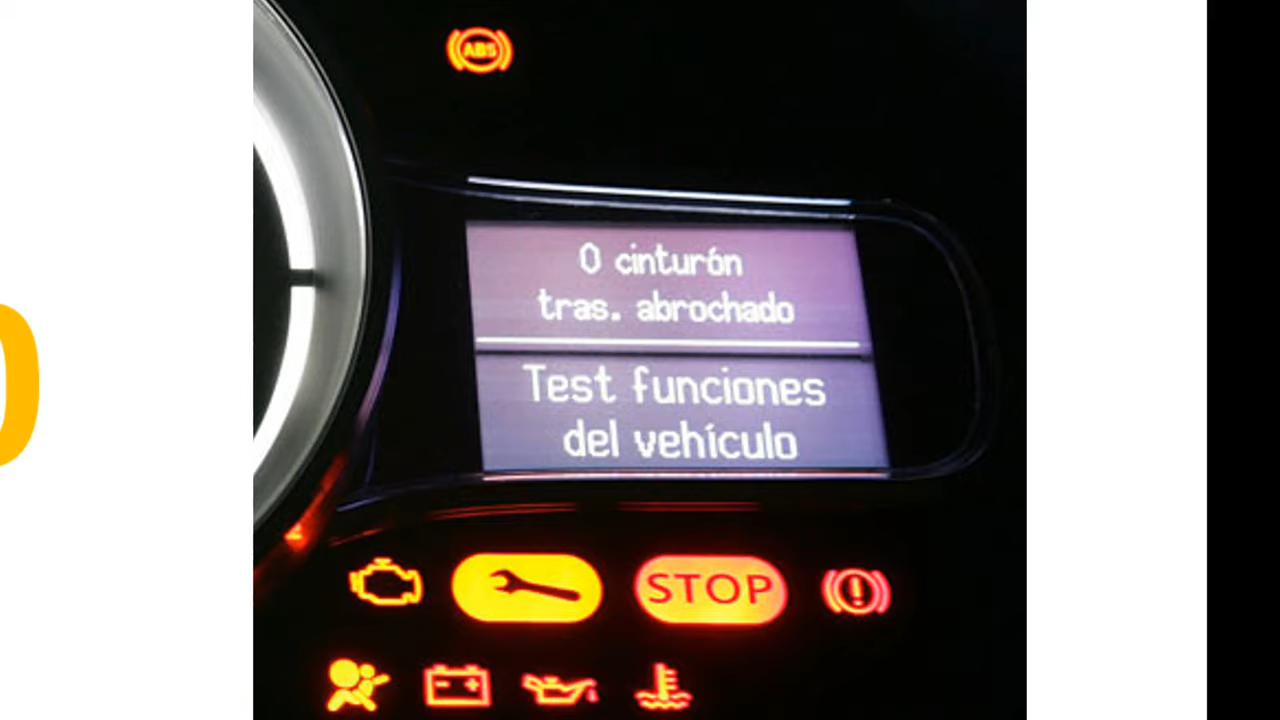 ABS
0 cinturón
tras. abrochado
Test funciones
del vehículo
STOP